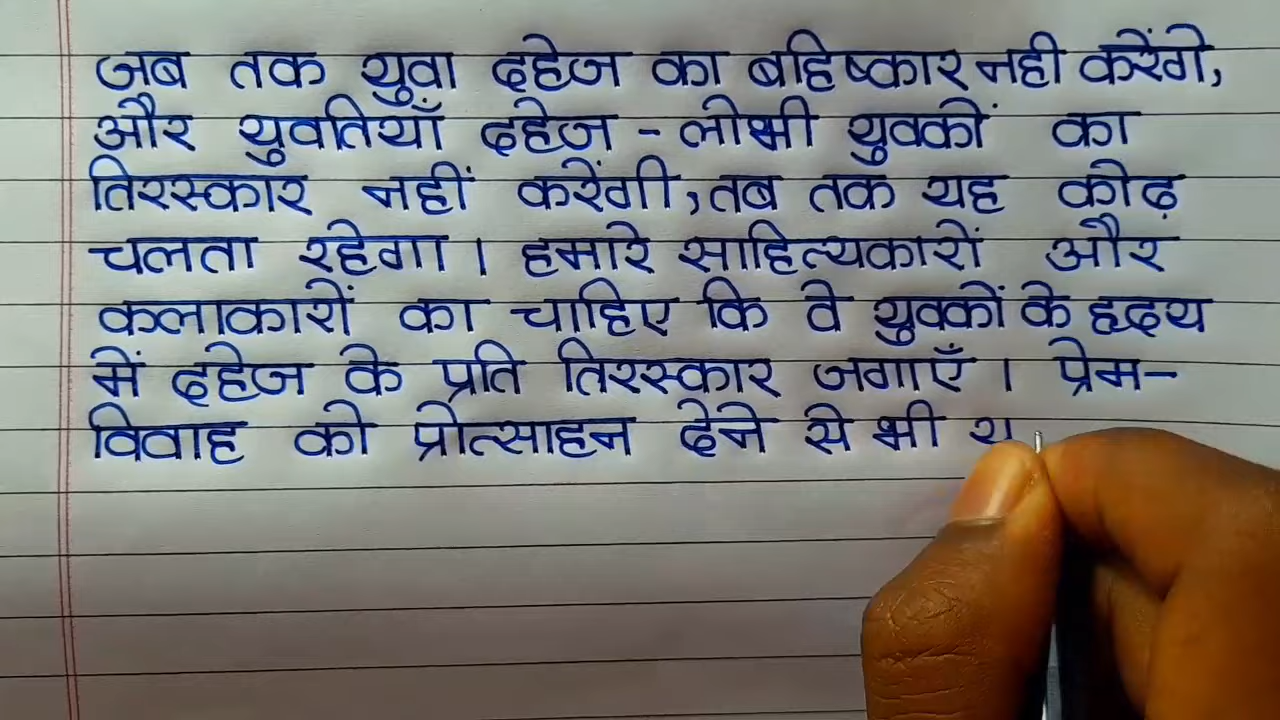 जब तक युवा दहेज का बहिष्कार नही करेंगे,
और युवतियाँ दहेज - लोभी युवकों का
तिरस्कार नहीं करेंगी, तब तक यह कोढ़
चलता रहेगा । हमारे साहित्यकारों और
कलाकारों का चाहिए कि वे युवकों के हृदय
में दहेज के प्रति तिरस्कार जगाएँ । प्रेम-
विवाह को प्रोत्साहन देने से भी य